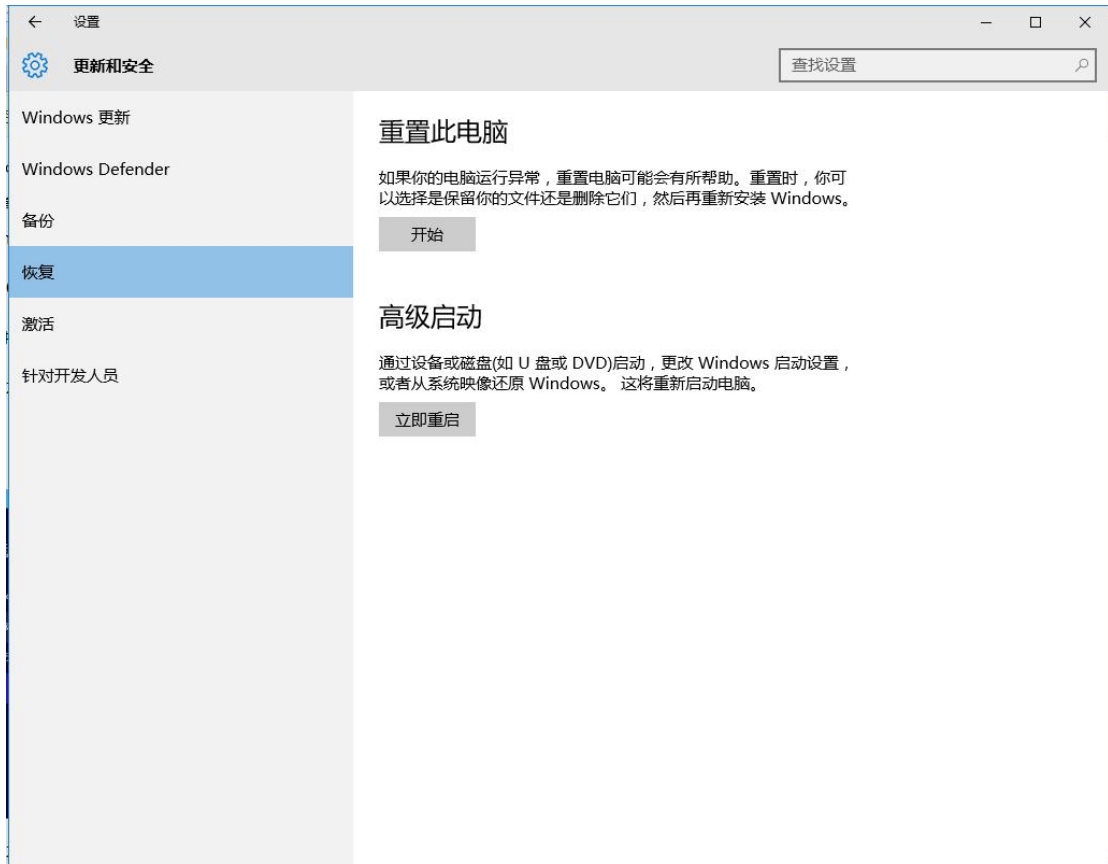 设置
更新和安全
查找设置
Windows 更新
Windows Defender
备份
恢复
激活
针对开发人员
重置此电脑
如果你的电脑运行异常，重置电脑可能会有所帮助。重置时，你可
以选择是保留你的文件还是删除它们，然后再重新安装 Windows。
开始
高级启动
通过设备或磁盘(如 U 盘或 DVD)启动，更改 Windows 启动设置，
或者从系统映像还原 Windows。 这将重新启动电脑。
立即重启